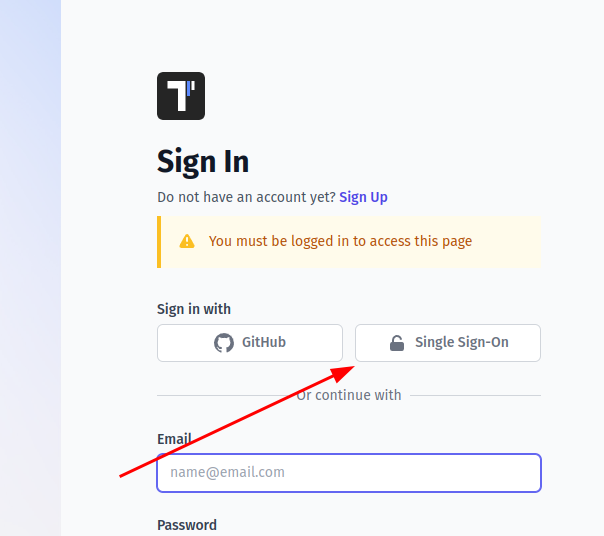 Sign In
Do not have an account yet? Sign Up
You must be logged in to access this page
Sign in with
GitHub
Single Sign-On
Or continue with
Email
name@email.com
Password